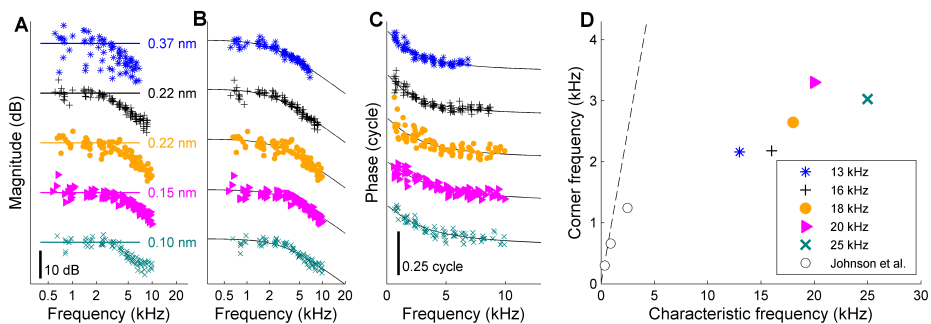 A
B
C
D
Magnitude (dB)
0.37 nm
0.22 nm
0.22 nm
0.15 nm
0.10 nm
10 dB
0.5 1 2 5 10 20
Frequency (kHz)
0.5 1 2 5 10 20
Frequency (kHz)
Phase (cycle)
0.25 cycle
0 5 10
Frequency (kHz)
Corner frequency (kHz)
4
3
2
1
0
0 5 10 15 20 25 30
Characteristic frequency (kHz)
13 kHz
16 kHz
18 kHz
20 kHz
25 kHz
Johnson et al.